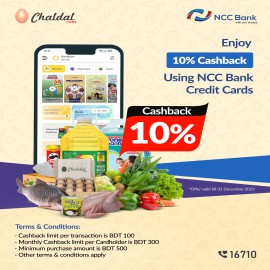 Chaldal
.com
NCC Bank
Enjoy
10% Cashback
Using NCC Bank
Credit Cards
Cashback
10%
*Offer valid till 31 December 2023
Chaldal
Terms & Conditions:
- Cashback limit per transaction is BDT 100
- Monthly Cashback limit per Cardholder is BDT 300
- Minimum purchase amount is BDT 500
- Other terms & conditions apply
16710